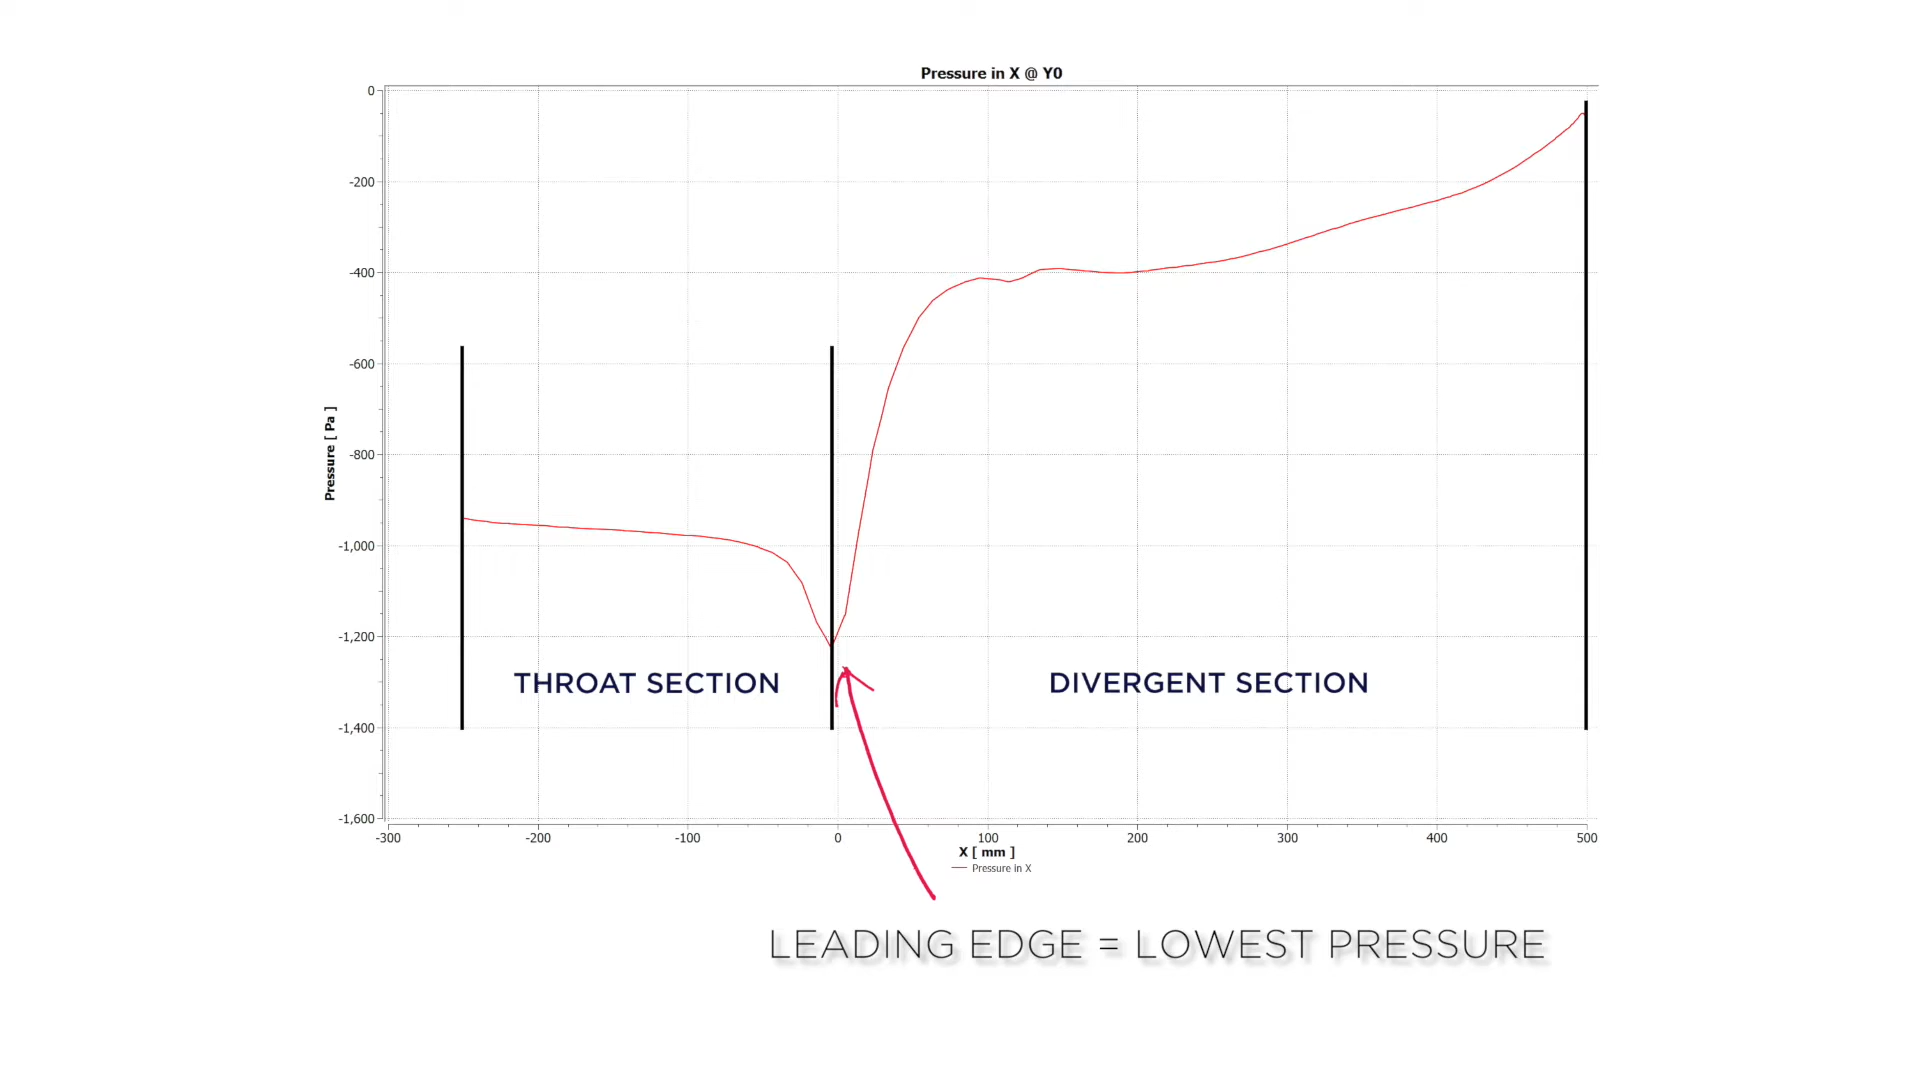 Pressure in X @ Y0
0
-200
-400
-600
-800
-1,000
-1,200
-1,400
-1,600
Pressure [ Pa ]
THROAT SECTION
DIVERGENT SECTION
-300 -200 -100 0 100 200 300 400 500
X [ mm ]
Pressure in X
LEADING EDGE = LOWEST PRESSURE